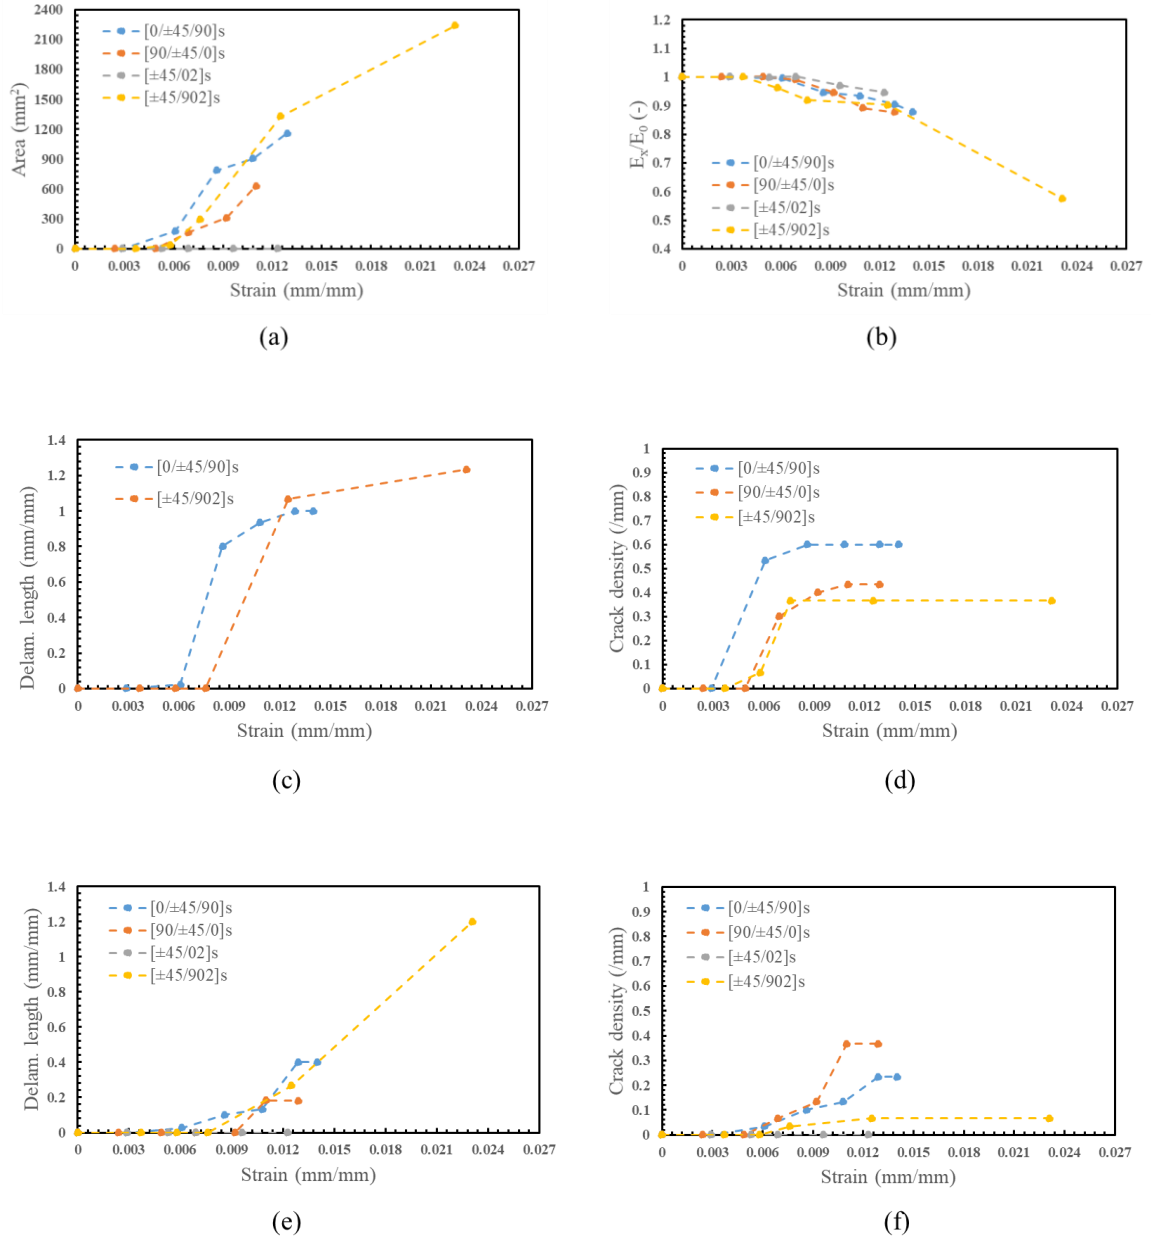 2400
2100
1800
1500
1200
900
600
300
0
Area (mm²)
[0/±45/90]s
[90/±45/0]s
[±45/02]s
[±45/902]s
0 0.003 0.006 0.009 0.012 0.015 0.018 0.021 0.024 0.027
Strain (mm/mm)
(a)
1.2
1.1
1
0.9
0.8
0.7
0.6
0.5
0.4
Ex/E0 (-)
[0/±45/90]s
[90/±45/0]s
[±45/02]s
[±45/902]s
0 0.003 0.006 0.009 0.012 0.015 0.018 0.021 0.024 0.027
Strain (mm/mm)
(b)
1.4
1.2
1
0.8
0.6
0.4
0.2
0
Delam. length (mm/mm)
[0/±45/90]s
[±45/902]s
0 0.003 0.006 0.009 0.012 0.015 0.018 0.021 0.024 0.027
Strain (mm/mm)
(c)
1
0.9
0.8
0.7
0.6
0.5
0.4
0.3
0.2
0.1
0
Crack density (/mm)
[0/±45/90]s
[90/±45/0]s
[±45/902]s
0 0.003 0.006 0.009 0.012 0.015 0.018 0.021 0.024 0.027
Strain (mm/mm)
(d)
1.4
1.2
1
0.8
0.6
0.4
0.2
0
Delam. length (mm/mm)
[0/±45/90]s
[90/±45/0]s
[±45/02]s
[±45/902]s
0 0.003 0.006 0.009 0.012 0.015 0.018 0.021 0.024 0.027
Strain (mm/mm)
(e)
1
0.9
0.8
0.7
0.6
0.5
0.4
0.3
0.2
0.1
0
Crack density (/mm)
[0/±45/90]s
[90/±45/0]s
[±45/02]s
[±45/902]s
0 0.003 0.006 0.009 0.012 0.015 0.018 0.021 0.024 0.027
Strain (mm/mm)
(f)